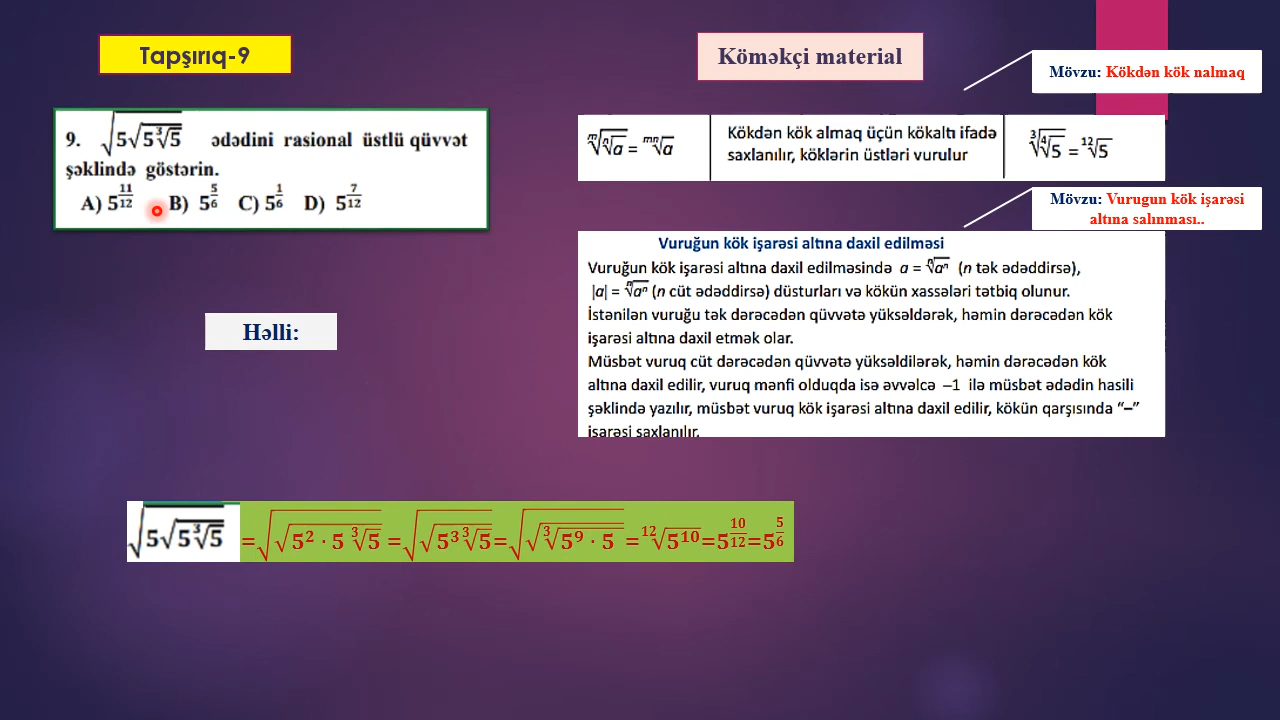 Tapşırıq-9
9. √(5√(5∛5)) ədədini rasional üstlü qüvvət
şəklində göstərin.
A) 5^(11/12) B) 5^(5/6) C) 5^(1/6) D) 5^(7/12)
Həlli:
Köməkçi material
Mövzu: Kökdən kök nalmaq
ᵐ√(ⁿ√a) = ᵐⁿ√a
Kökdən kök almaq üçün kökaltı ifadə
saxlanılır, köklərin üstləri vurulur
∛(⁴√5) = ¹²√5
Mövzu: Vurugun kök işarəsi
altına salınması..
Vuruğun kök işarəsi altına daxil edilməsi
Vuruğun kök işarəsi altına daxil edilməsində a = ⁿ√aⁿ (n tək ədəddirsə),
|a| = ⁿ√aⁿ (n cüt ədəddirsə) düsturları və kökün xassələri tətbiq olunur.
İstənilən vuruğu tək dərəcədən qüvvətə yüksəldərək, həmin dərəcədən kök
işarəsi altına daxil etmək olar.
Müsbət vuruq cüt dərəcədən qüvvətə yüksəldilərək, həmin dərəcədən kök
altına daxil edilir, vuruq mənfi olduqda isə əvvəlcə –1 ilə müsbət ədədin hasili
şəklində yazılır, müsbət vuruq kök işarəsi altına daxil edilir, kökün qarşısında “–”
işarəsi saxlanılır.
√(5√(5∛5)) =√(√(5² · 5 ∛5)) =√(√(5³ ∛5))=√(√(∛(5⁹ · 5))) =¹²√(5¹⁰)=5^(10/12)=5^(5/6)